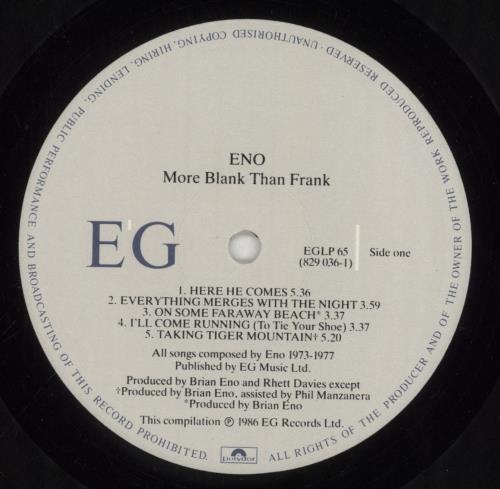 ENO
More Blank Than Frank
EG
EGLP 65
(829 036-1)
Side one
1. HERE HE COMES 5.36
2. EVERYTHING MERGES WITH THE NIGHT 3.59
3. ON SOME FARAWAY BEACH* 3.37
4. I'LL COME RUNNING (To Tie Your Shoe) 3.37
5. TAKING TIGER MOUNTAIN† 5.20
All songs composed by Eno 1973-1977
Published by EG Music Ltd.
Produced by Brian Eno and Rhett Davies except
†Produced by Brian Eno, assisted by Phil Manzanera
*Produced by Brian Eno
This compilation ℗ 1986 EG Records Ltd.
polydor
ALL RIGHTS OF THE PRODUCER AND OF THE OWNER OF THE WORK REPRODUCED RESERVED - UNAUTHORISED COPYING, HIRING, LENDING, PUBLIC PERFORMANCE AND BROADCASTING OF THIS RECORD PROHIBITED.